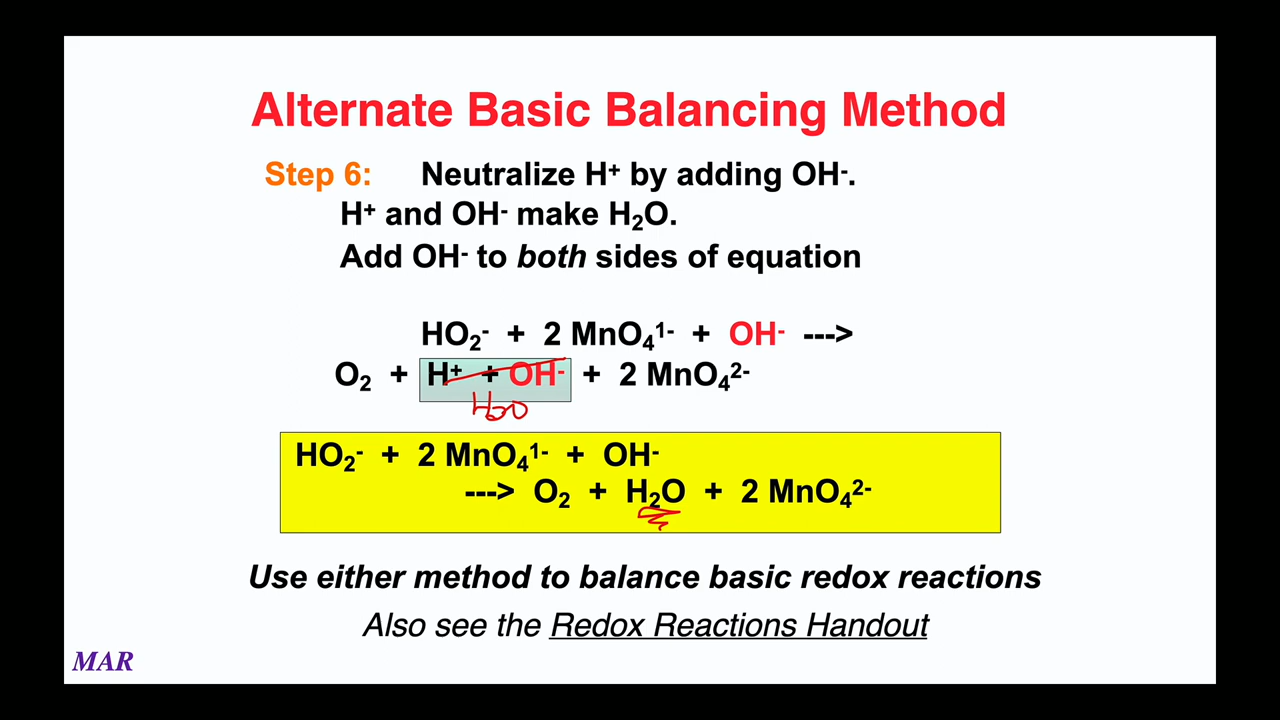 Alternate Basic Balancing Method
Step 6: Neutralize H⁺ by adding OH⁻.
H⁺ and OH⁻ make H₂O.
Add OH⁻ to both sides of equation
HO₂⁻ + 2 MnO₄¹⁻ + OH⁻ --->
O₂ + H⁺ + OH⁻ + 2 MnO₄²⁻
H₂O
HO₂⁻ + 2 MnO₄¹⁻ + OH⁻
---> O₂ + H₂O + 2 MnO₄²⁻
Use either method to balance basic redox reactions
Also see the Redox Reactions Handout
MAR